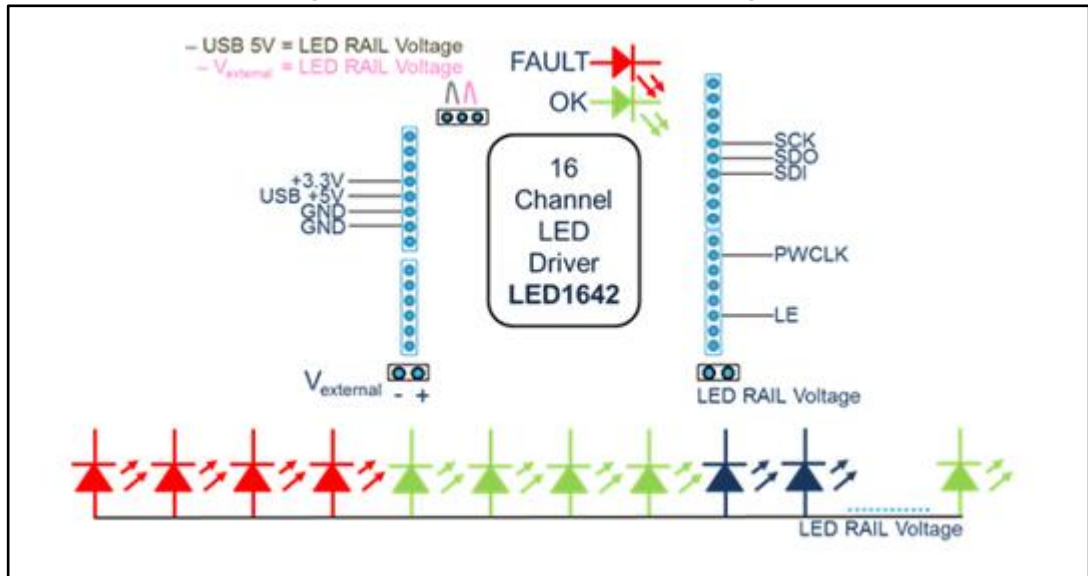 – USB 5V = LED RAIL Voltage
– Vexternal = LED RAIL Voltage
FAULT
OK
SCK
SDO
SDI
+3.3V
USB +5V
GND
GND
16
Channel
LED
Driver
LED1642
PWCLK
LE
Vexternal - +
LED RAIL Voltage
LED RAIL Voltage